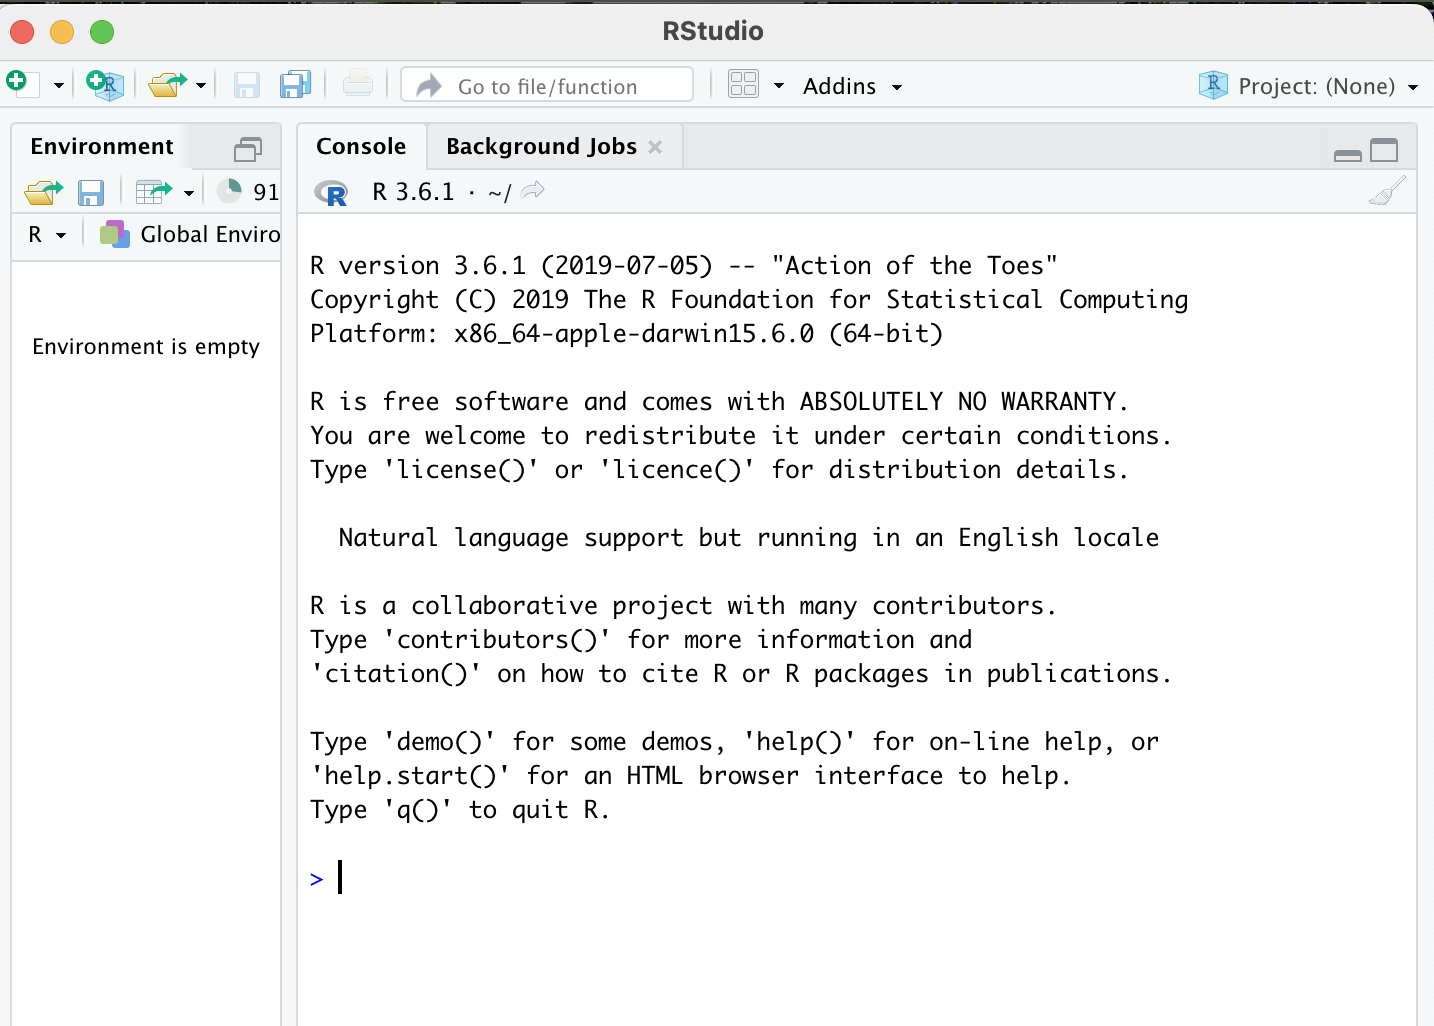 RStudio
Go to file/function
Addins
Project: (None)
Environment
91
R
Global Enviro
Environment is empty
Console
Background Jobs
R 3.6.1 · ~/
R version 3.6.1 (2019-07-05) -- "Action of the Toes"
Copyright (C) 2019 The R Foundation for Statistical Computing
Platform: x86_64-apple-darwin15.6.0 (64-bit)
R is free software and comes with ABSOLUTELY NO WARRANTY.
You are welcome to redistribute it under certain conditions.
Type 'license()' or 'licence()' for distribution details.
Natural language support but running in an English locale
R is a collaborative project with many contributors.
Type 'contributors()' for more information and
'citation()' on how to cite R or R packages in publications.
Type 'demo()' for some demos, 'help()' for on-line help, or
'help.start()' for an HTML browser interface to help.
Type 'q()' to quit R.
>